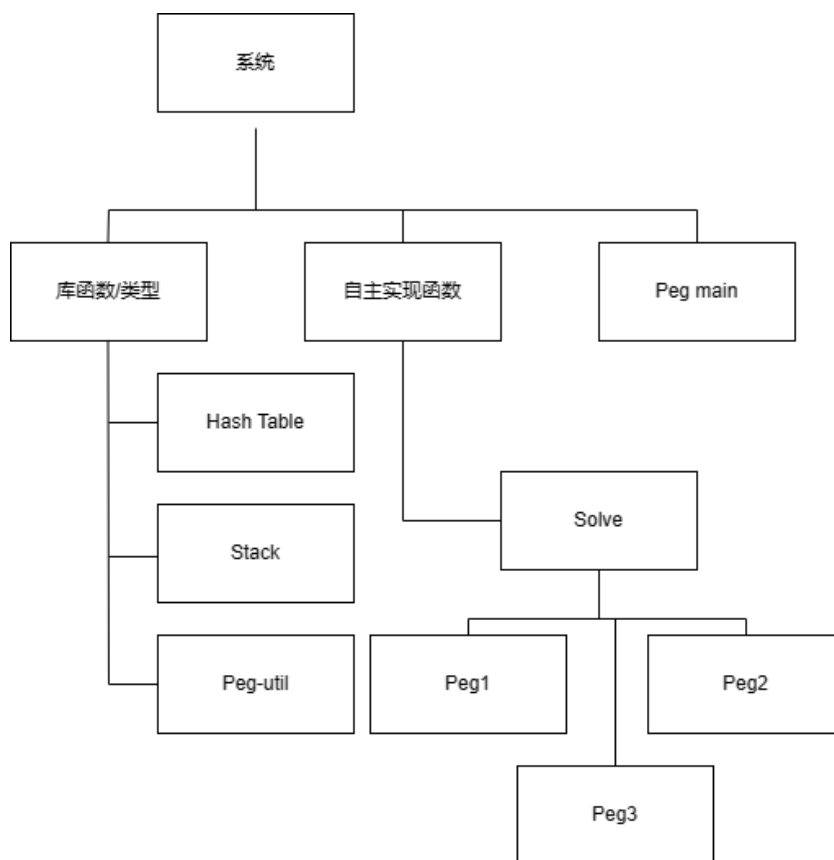 系统
库函数/类型
自主实现函数
Peg main
Hash Table
Solve
Stack
Peg-util
Peg1
Peg2
Peg3